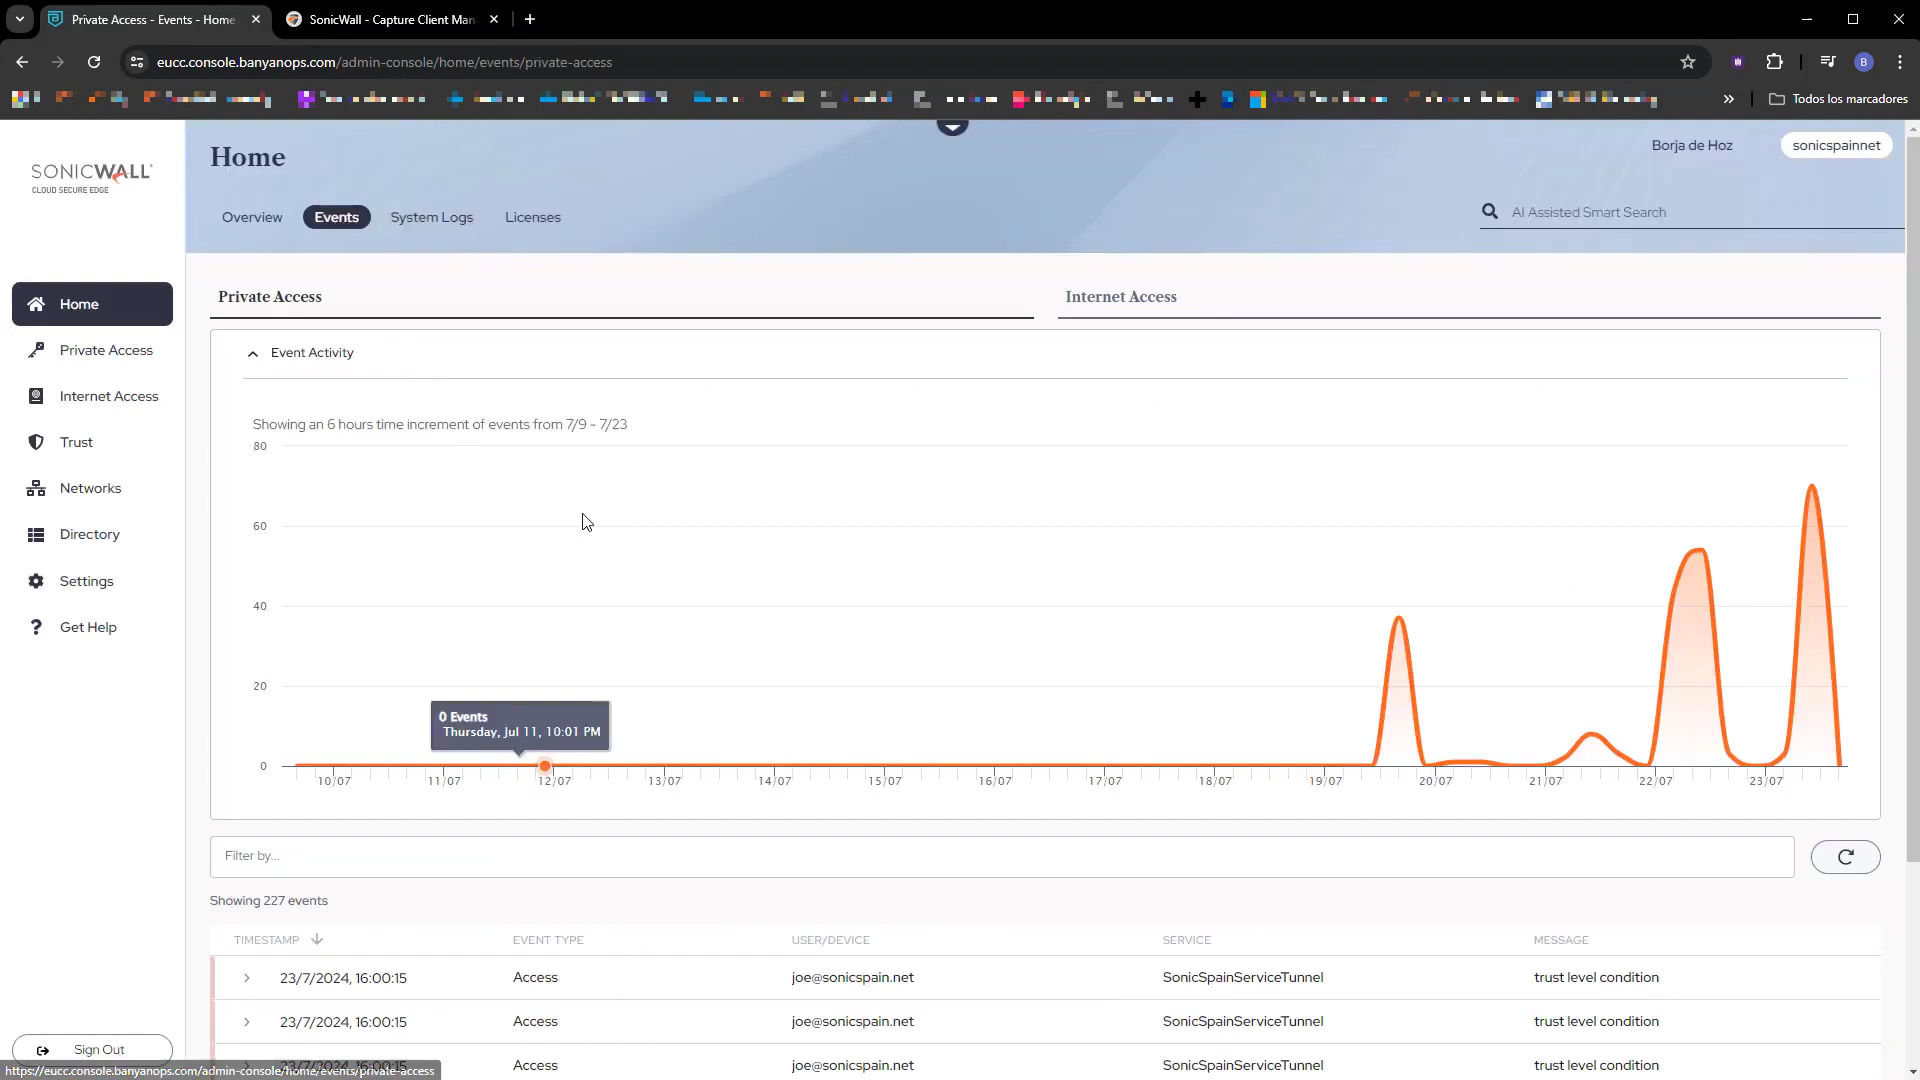 Private Access - Events - Home
SonicWall - Capture Client Man
eucc.console.banyanops.com/admin-console/home/events/private-access
B
Todos los marcadores
SONICWALL
CLOUD SECURE EDGE
Home
Borja de Hoz
sonicspainnet
Overview
Events
System Logs
Licenses
AI Assisted Smart Search
Home
Private Access
Internet Access
Trust
Networks
Directory
Settings
Get Help
Sign Out
Private Access
Internet Access
Event Activity
Showing an 6 hours time increment of events from 7/9 - 7/23
80
60
40
20
0
0 Events
Thursday, Jul 11, 10:01 PM
10/07 11/07 12/07 13/07 14/07 15/07 16/07 17/07 18/07 19/07 20/07 21/07 22/07 23/07
Filter by...
Showing 227 events
TIMESTAMP EVENT TYPE USER/DEVICE SERVICE MESSAGE
23/7/2024, 16:00:15 Access joe@sonicspain.net SonicSpainServiceTunnel trust level condition
23/7/2024, 16:00:15 Access joe@sonicspain.net SonicSpainServiceTunnel trust level condition
23/7/2024, 16:00:15 Access joe@sonicspain.net SonicSpainServiceTunnel trust level condition
https://eucc.console.banyanops.com/admin-console/home/events/private-access